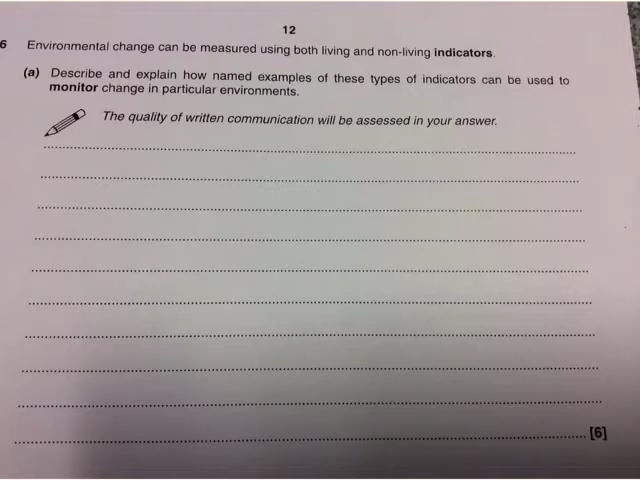 12
6 Environmental change can be measured using both living and non-living indicators.
(a) Describe and explain how named examples of these types of indicators can be used to
monitor change in particular environments.
The quality of written communication will be assessed in your answer.
[6]